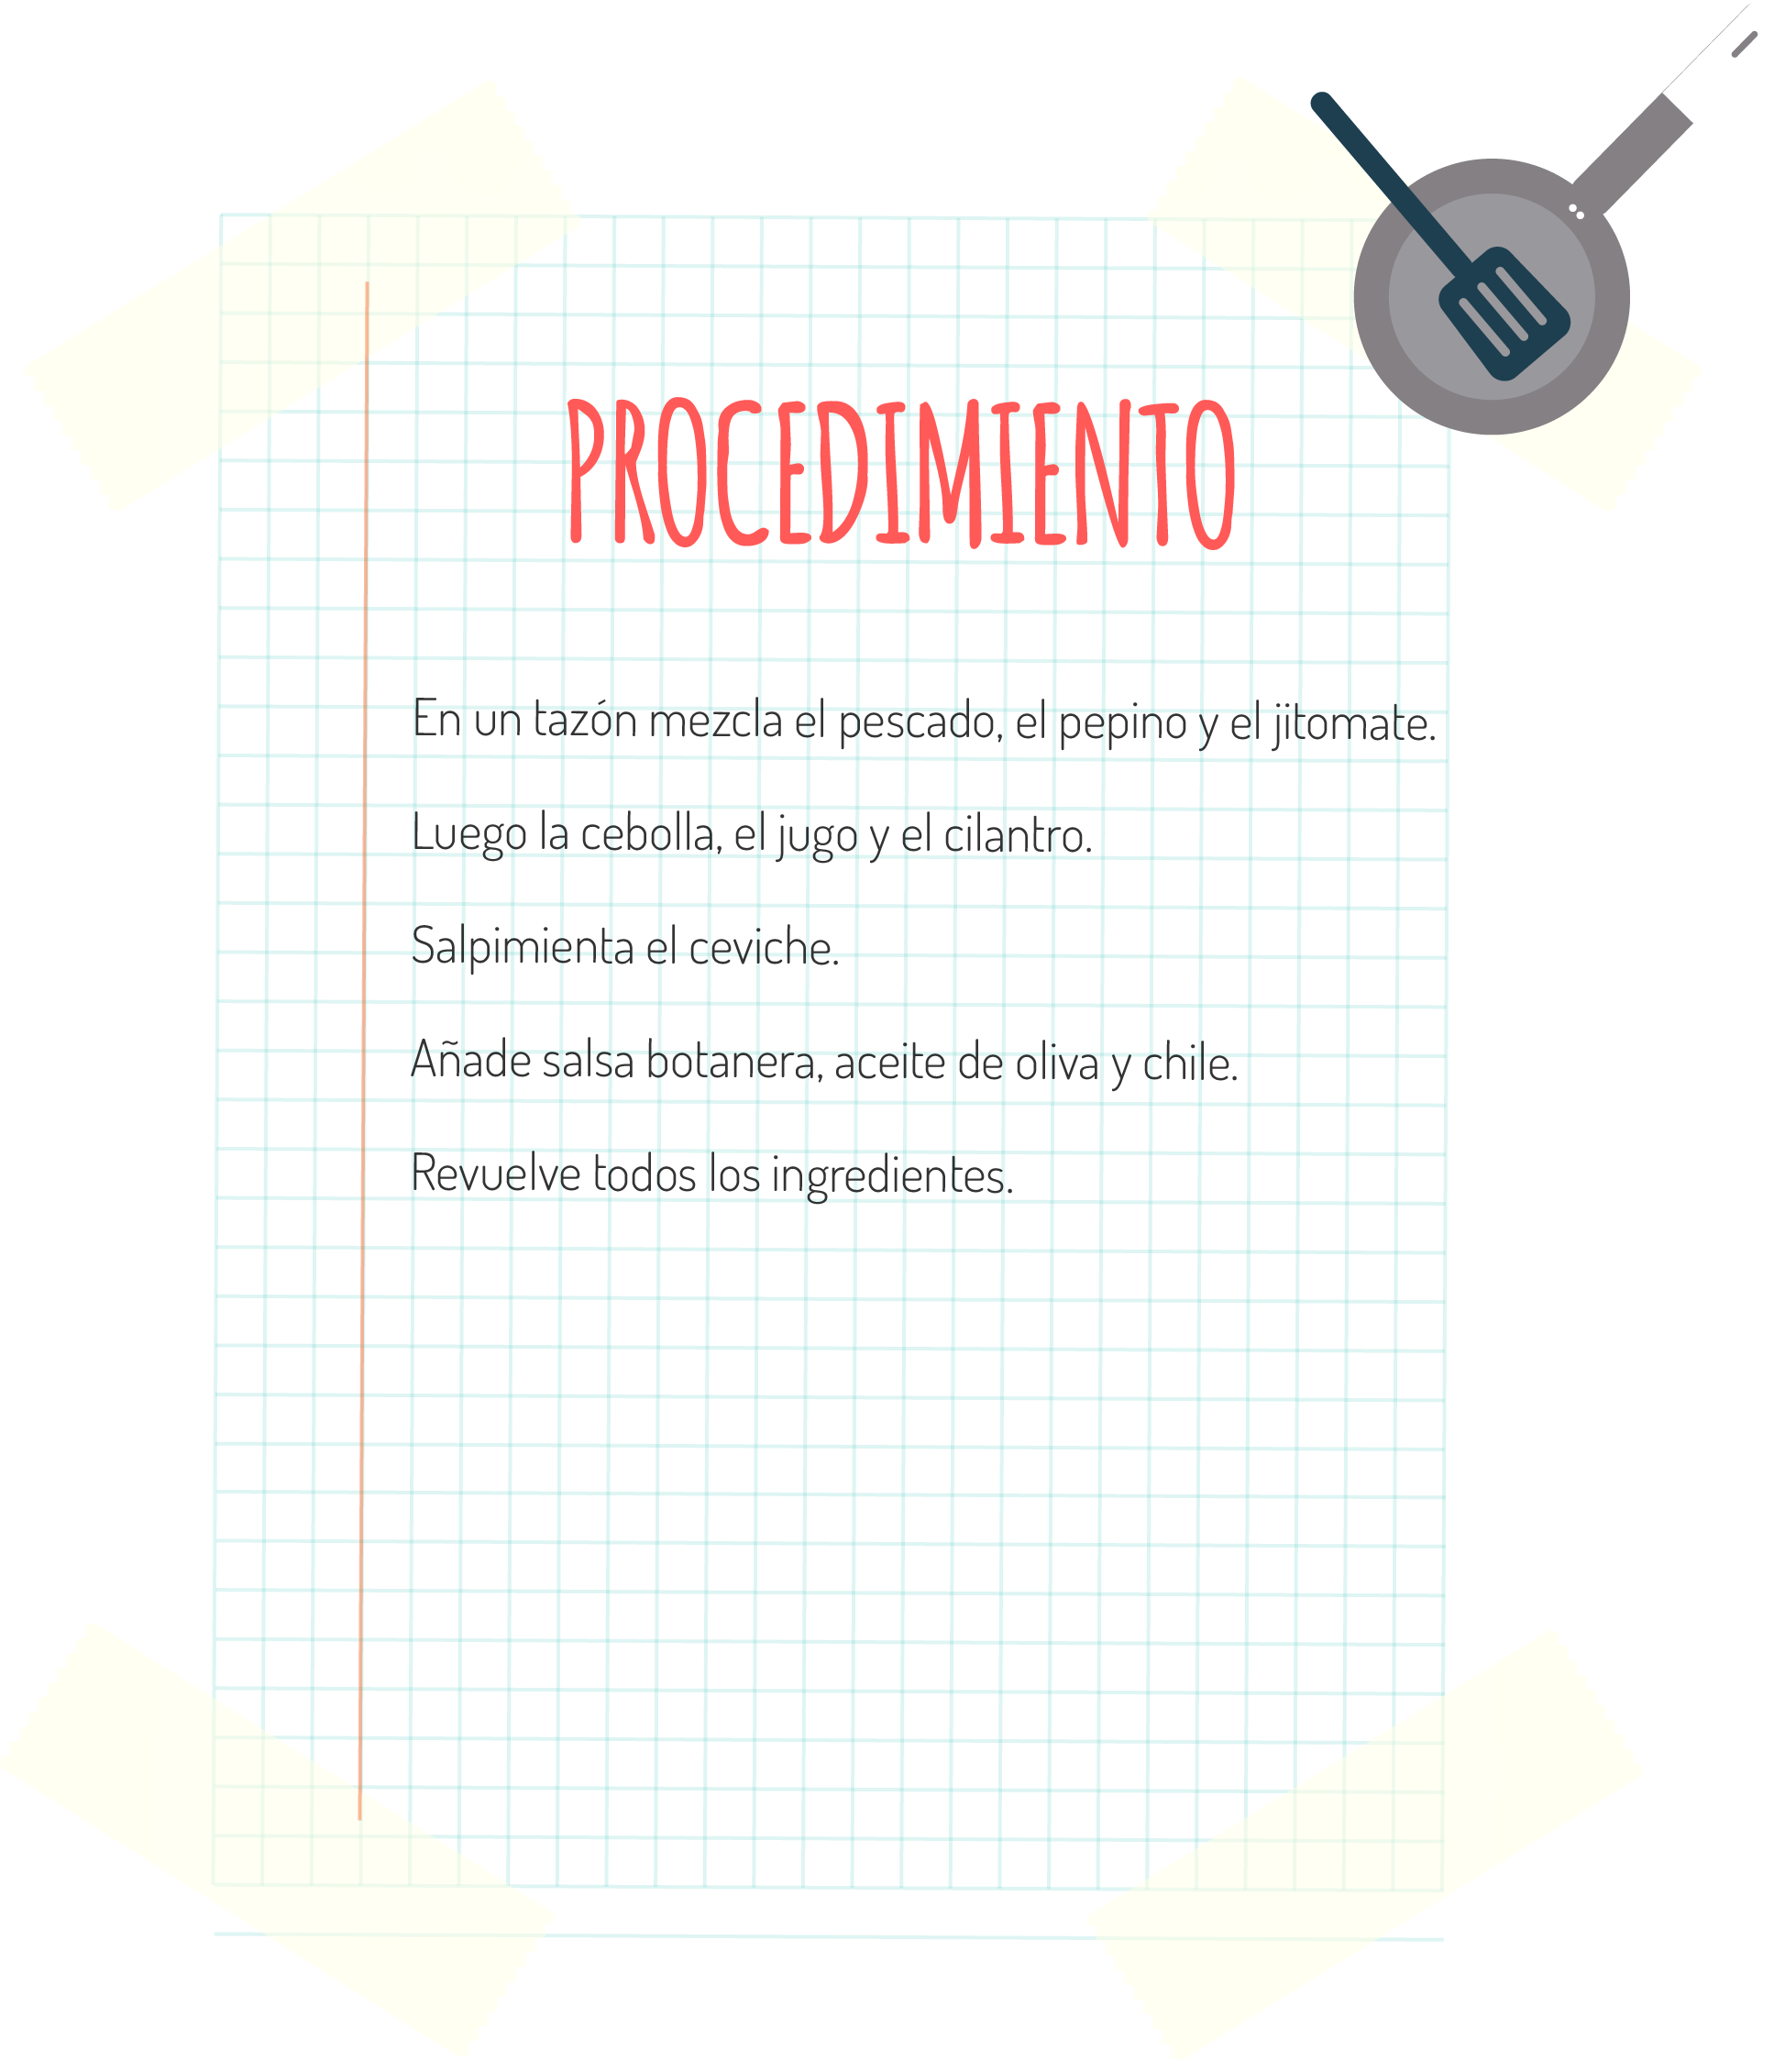 PROCEDIMIENTO
En un tazón mezcla el pescado, el pepino y el jitomate.
Luego la cebolla, el jugo y el cilantro.
Salpimienta el ceviche.
Añade salsa botanera, aceite de oliva y chile.
Revuelve todos los ingredientes.